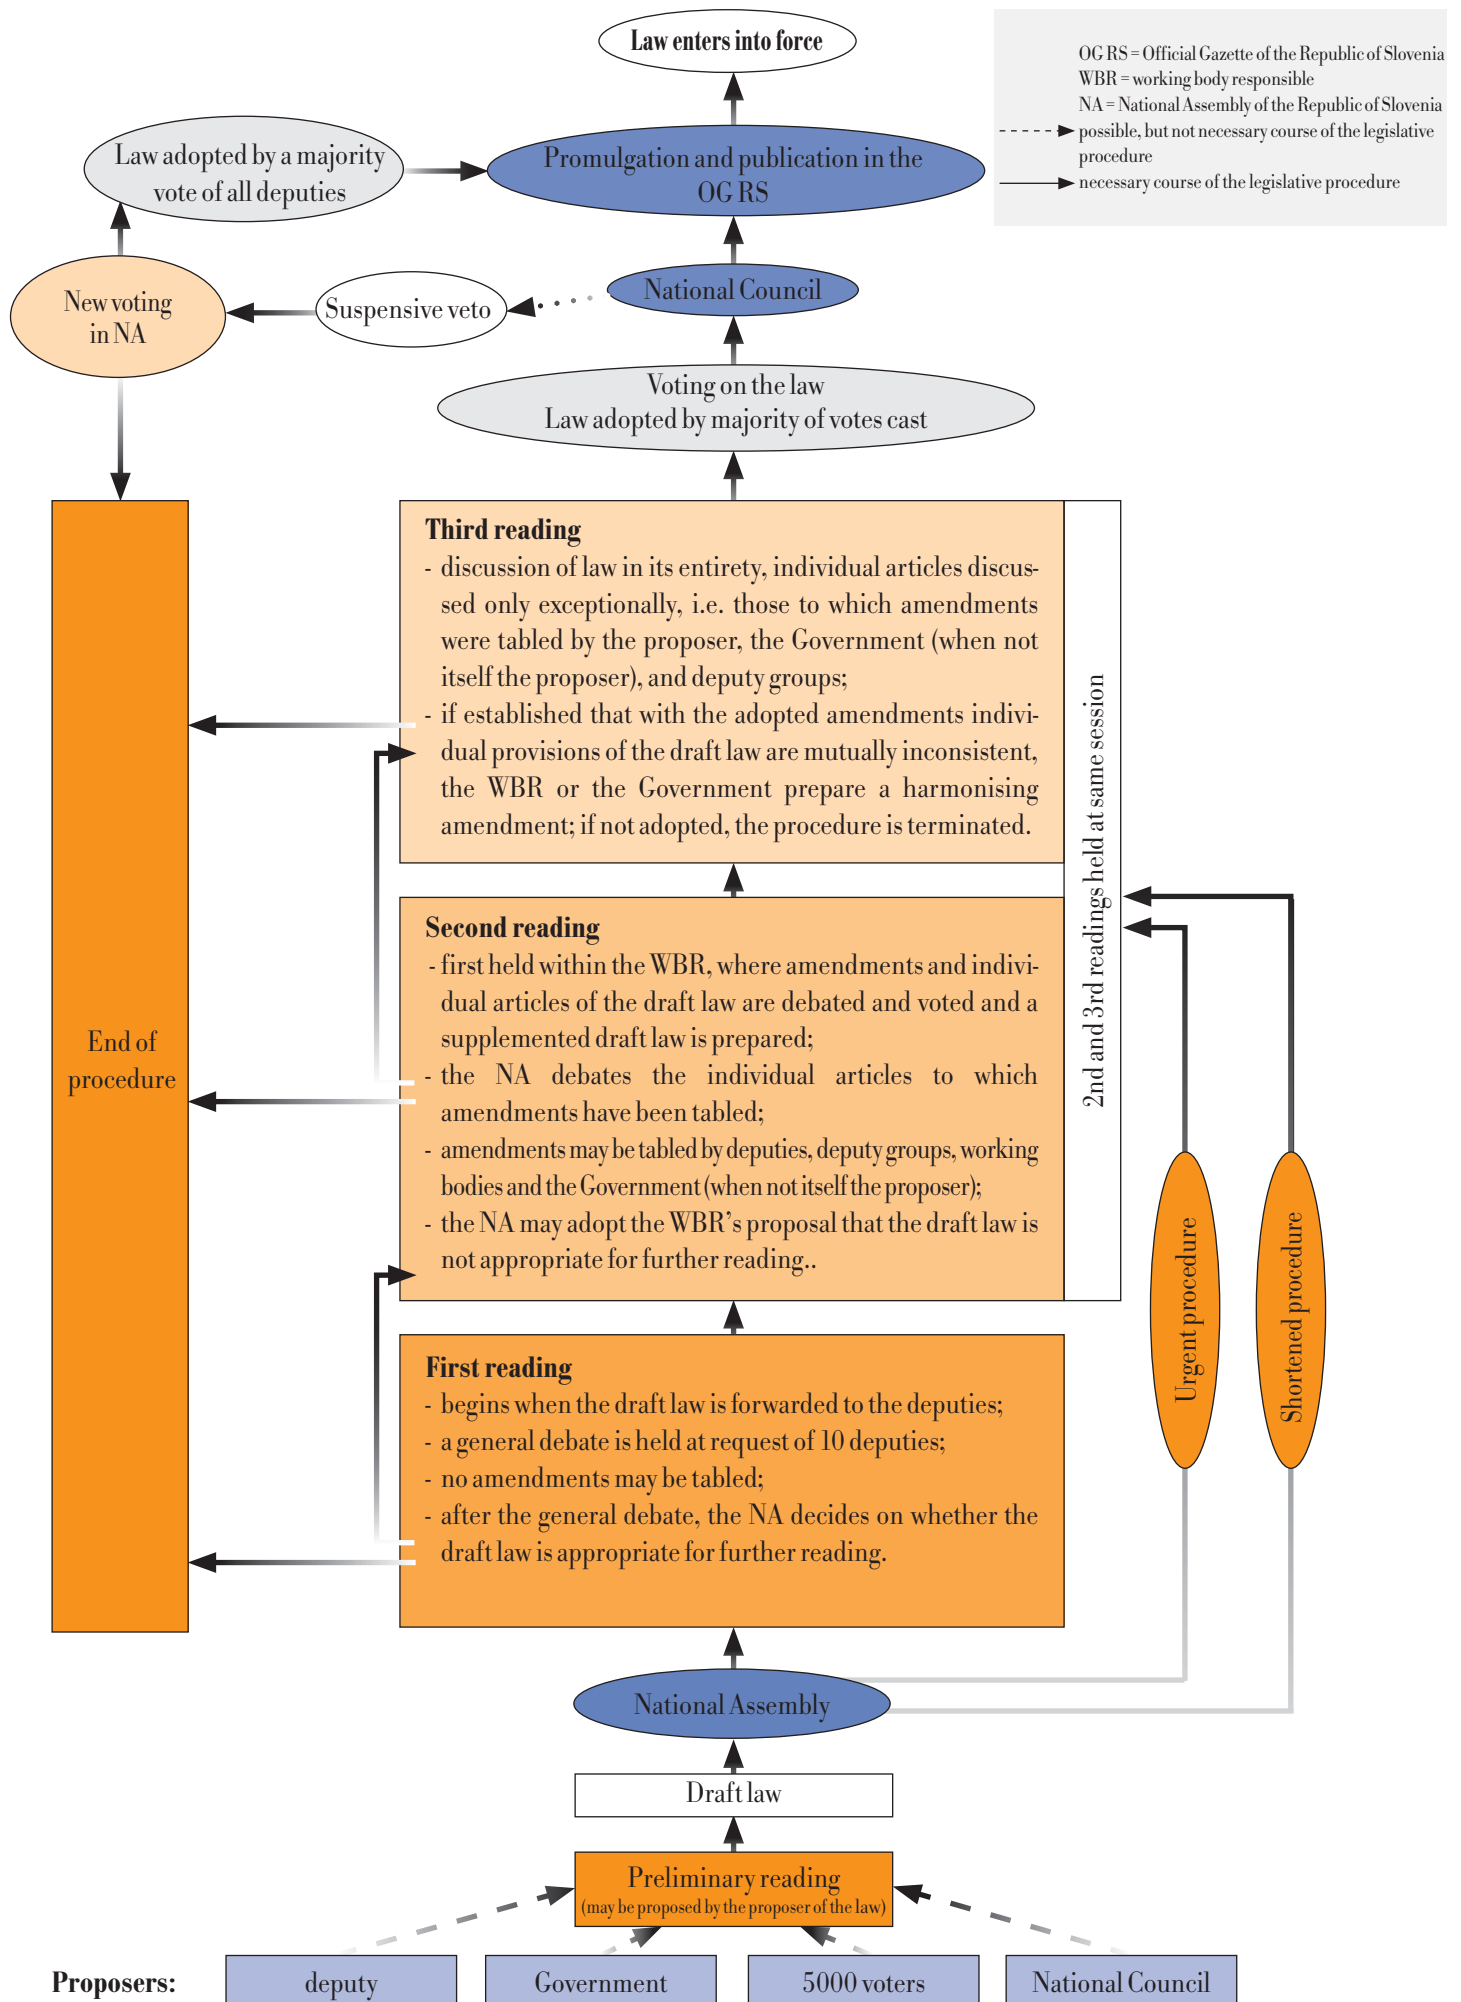 Law enters into force
OG RS = Official Gazette of the Republic of Slovenia
WBR = working body responsible
NA = National Assembly of the Republic of Slovenia
possible, but not necessary course of the legislative
procedure
necessary course of the legislative procedure
Law adopted by a majority
vote of all deputies
Promulgation and publication in the
OG RS
New voting
in NA
Suspensive veto
National Council
Voting on the law
Law adopted by majority of votes cast
Third reading
- discussion of law in its entirety, individual articles discus-
sed only exceptionally, i.e. those to which amendments
were tabled by the proposer, the Government (when not
itself the proposer), and deputy groups;
- if established that with the adopted amendments indivi-
dual provisions of the draft law are mutually inconsistent,
the WBR or the Government prepare a harmonising
amendment; if not adopted, the procedure is terminated.
2nd and 3rd readings held at same session
Second reading
- first held within the WBR, where amendments and indivi-
dual articles of the draft law are debated and voted and a
supplemented draft law is prepared;
- the NA debates the individual articles to which
amendments have been tabled;
- amendments may be tabled by deputies, deputy groups, working
bodies and the Government (when not itself the proposer);
- the NA may adopt the WBR's proposal that the draft law is
not appropriate for further reading..
End of
procedure
Urgent procedure
Shortened procedure
First reading
- begins when the draft law is forwarded to the deputies;
- a general debate is held at request of 10 deputies;
- no amendments may be tabled;
- after the general debate, the NA decides on whether the
draft law is appropriate for further reading.
National Assembly
Draft law
Preliminary reading
(may be proposed by the proposer of the law)
Proposers:
deputy
Government
5000 voters
National Council